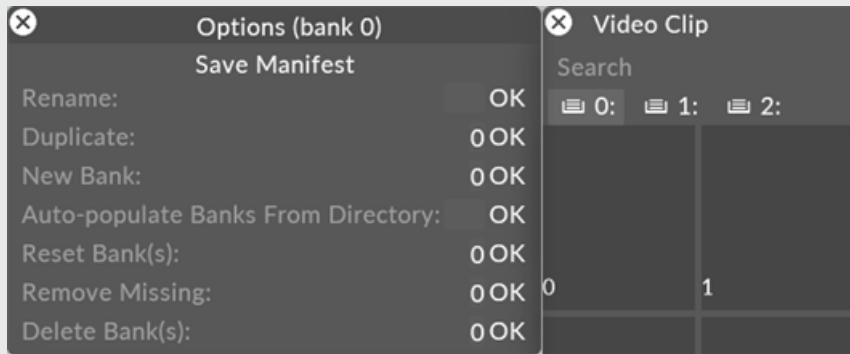 Options (bank 0)
Save Manifest
Rename: OK
Duplicate: 0 OK
New Bank: 0 OK
Auto-populate Banks From Directory: OK
Reset Bank(s): 0 OK
Remove Missing: 0 OK
Delete Bank(s): 0 OK
Video Clip
Search
0: 1: 2:
0 1